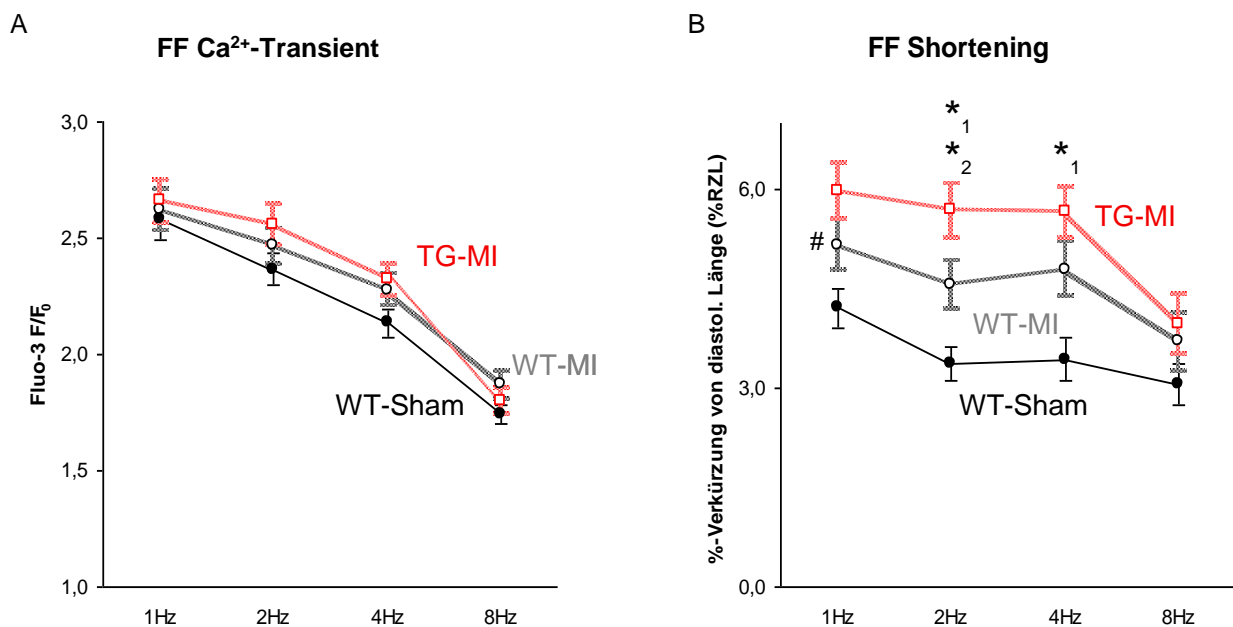 A
FF Ca²⁺-Transient
3,0
2,5
2,0
1,5
1,0
Fluo-3 F/F₀
TG-MI
WT-MI
WT-Sham
1Hz 2Hz 4Hz 8Hz
B
FF Shortening
*₁
*₂ *₁
6,0
3,0
0,0
%-Verkürzung von diastol. Länge (%RZL)
#
TG-MI
WT-MI
WT-Sham
1Hz 2Hz 4Hz 8Hz